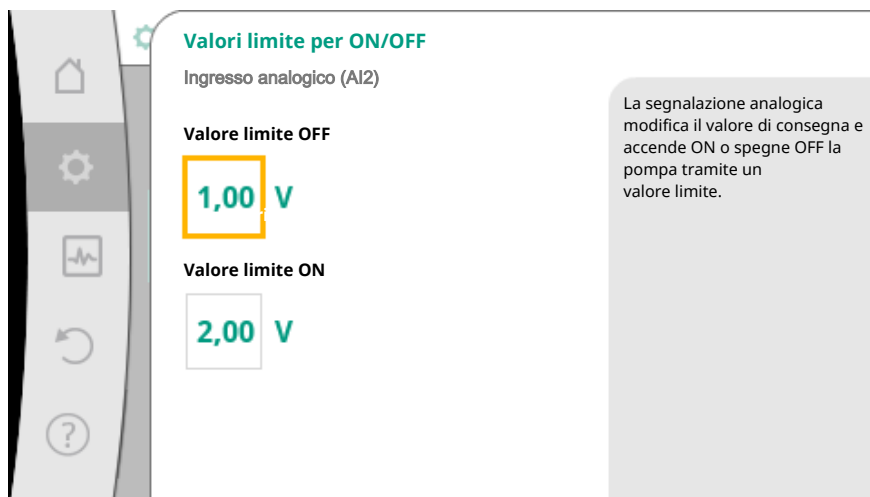 Valori limite per ON/OFF
Ingresso analogico (AI2)
Valore limite OFF
1,00 V
Valore limite ON
2,00 V
La segnalazione analogica
modifica il valore di consegna e
accende ON o spegne OFF la
pompa tramite un
valore limite.
?